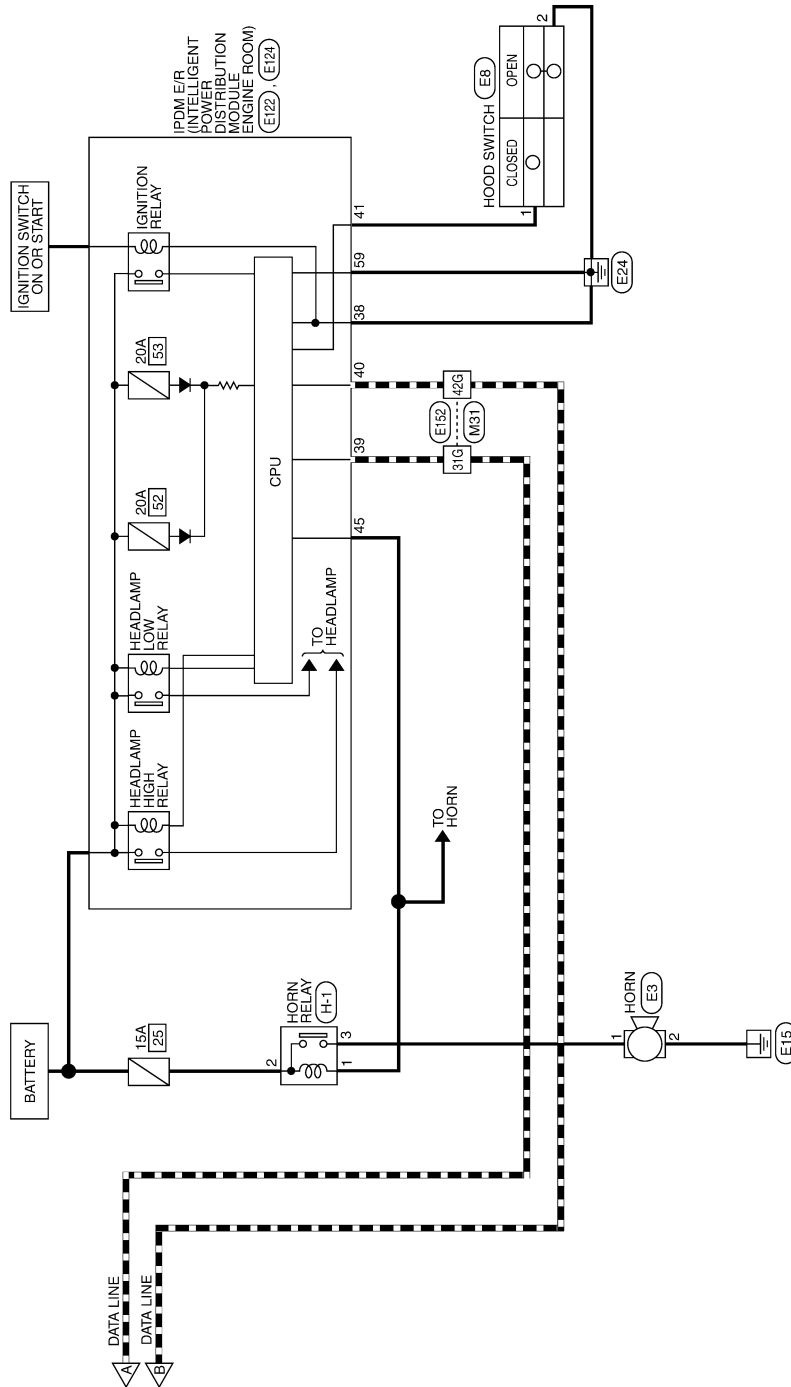 IGNITION SWITCH
ON OR START
BATTERY
IPDM E/R
(INTELLIGENT
POWER
DISTRIBUTION
MODULE
ENGINE ROOM)
E122 , E124
HEADLAMP
HIGH
RELAY
HEADLAMP
LOW
RELAY
20A
52
20A
53
IGNITION
RELAY
15A
25
CPU
TO
HEADLAMP
45
39
40
38
59
41
HORN
RELAY
H-1
2
1
3
TO
HORN
31G
42G
E152
M31
HOOD SWITCH
E8
CLOSED
OPEN
1
2
E24
DATA LINE
A
DATA LINE
B
HORN
E3
1
2
E15